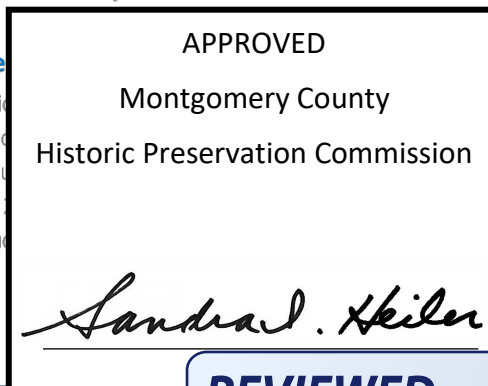 APPROVED
Montgomery County
Historic Preservation Commission
Sandra I. Heiler
REVIEWED